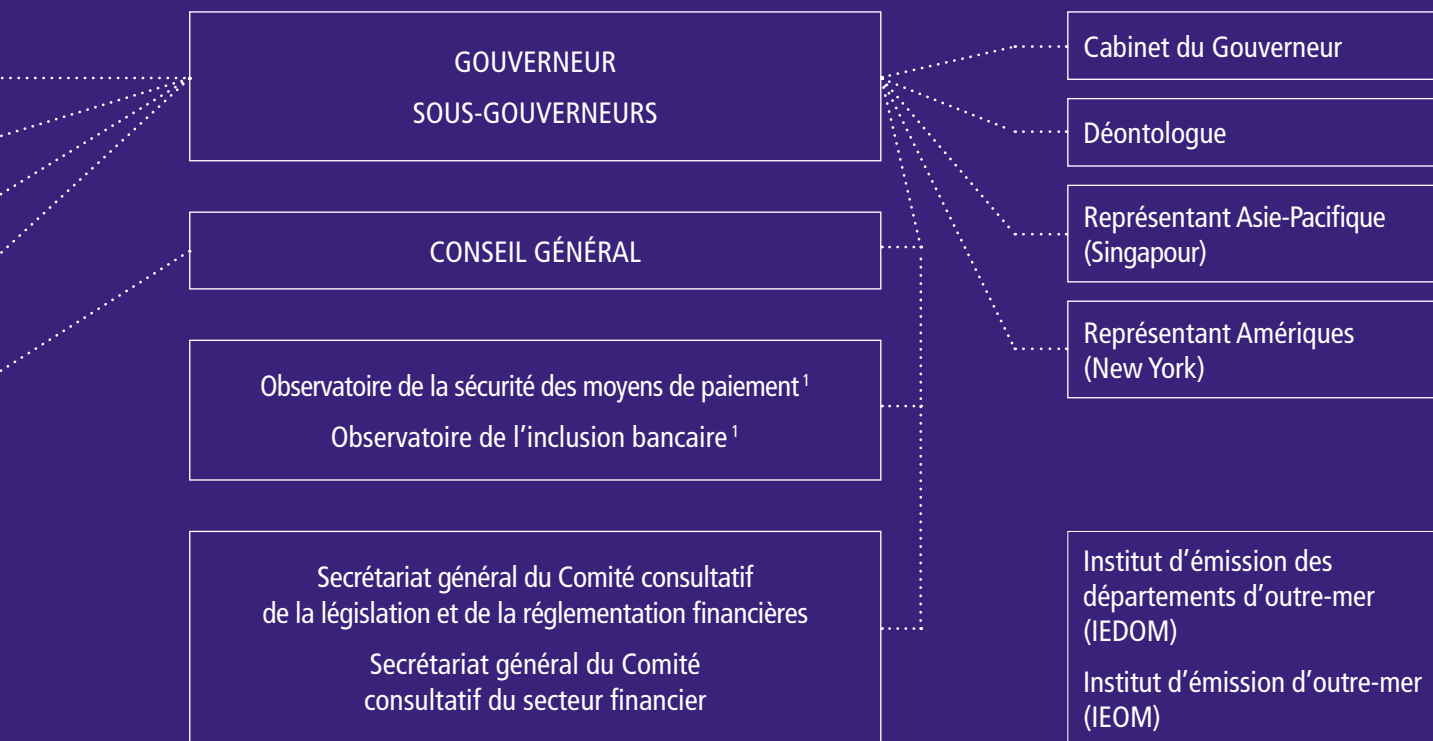 GOUVERNEUR
SOUS-GOUVERNEURS
CONSEIL GÉNÉRAL
Observatoire de la sécurité des moyens de paiement 1
Observatoire de l’inclusion bancaire 1
Secrétariat général du Comité consultatif
de la législation et de la réglementation financières
Secrétariat général du Comité
consultatif du secteur financier
Cabinet du Gouverneur
Déontologue
Représentant Asie-Pacifique
(Singapour)
Représentant Amériques
(New York)
Institut d’émission des
départements d’outre-mer
(IEDOM)
Institut d’émission d’outre-mer
(IEOM)